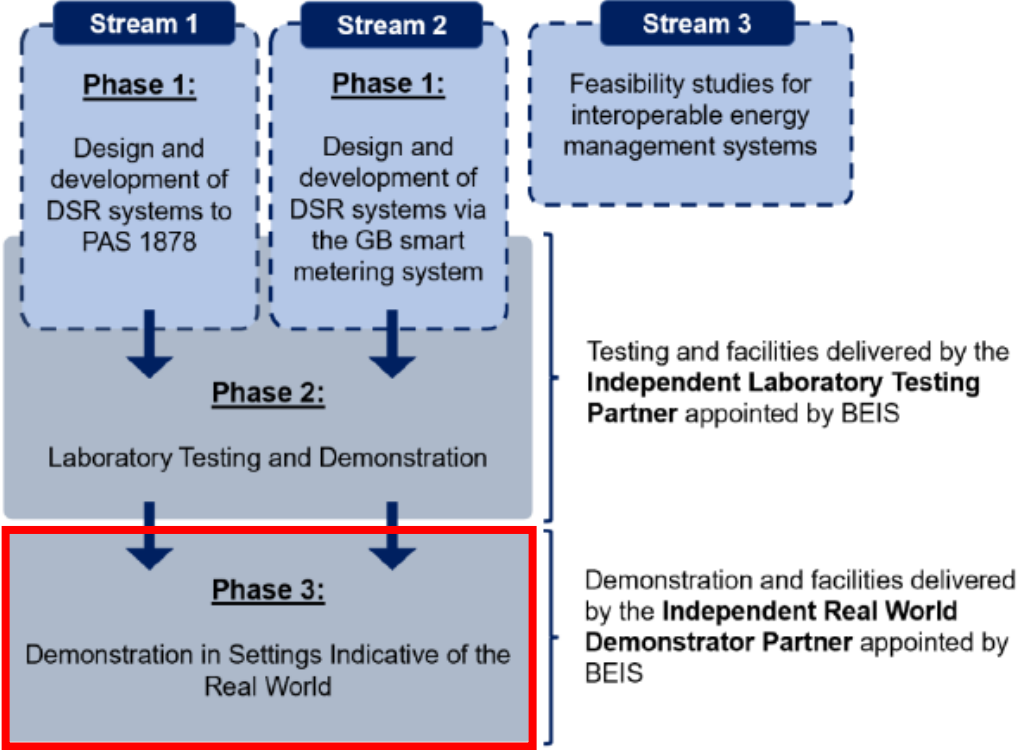 Stream 1
Phase 1:
Design and
development of
DSR systems to
PAS 1878
Stream 2
Phase 1:
Design and
development of
DSR systems via
the GB smart
metering system
Stream 3
Feasibility studies for
interoperable energy
management systems
Phase 2:
Laboratory Testing and Demonstration
Testing and facilities delivered by the
Independent Laboratory Testing
Partner appointed by BEIS
Phase 3:
Demonstration in Settings Indicative of the
Real World
Demonstration and facilities delivered
by the Independent Real World
Demonstrator Partner appointed by
BEIS